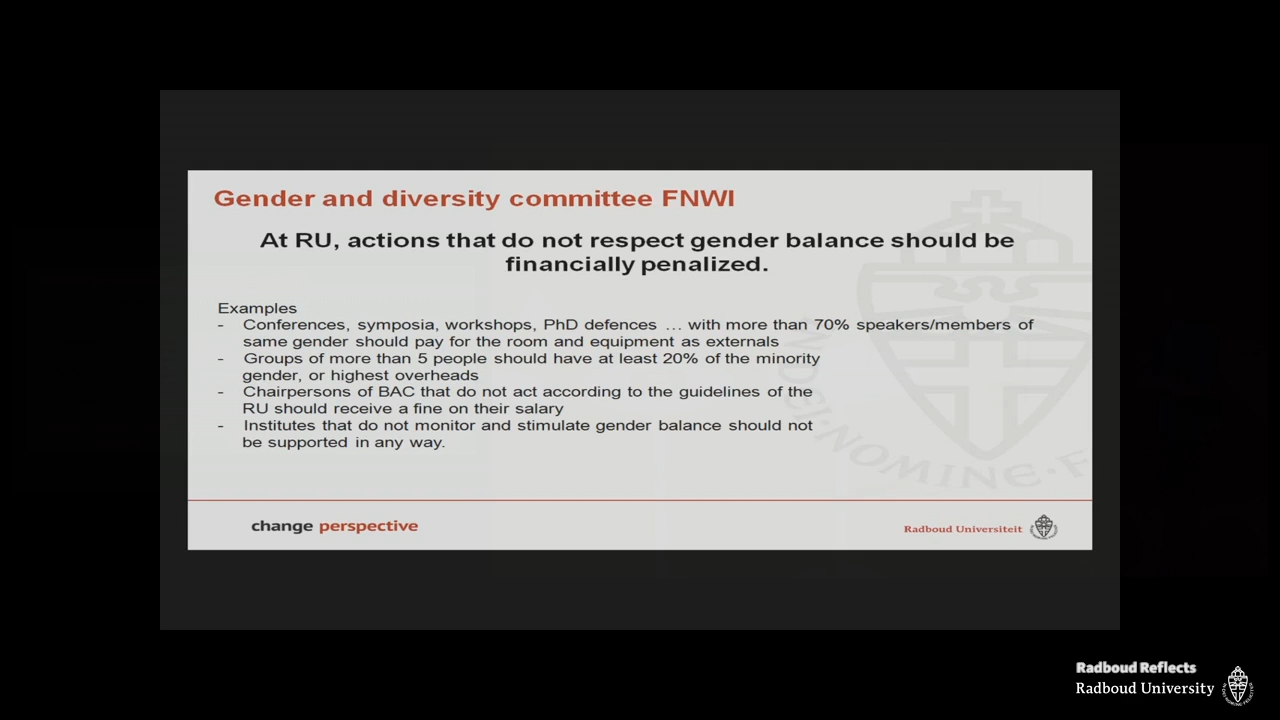 Gender and diversity committee FNWI
At RU, actions that do not respect gender balance should be
financially penalized.
Examples
- Conferences, symposia, workshops, PhD defences … with more than 70% speakers/members of
same gender should pay for the room and equipment as externals
- Groups of more than 5 people should have at least 20% of the minority
gender, or highest overheads
- Chairpersons of BAC that do not act according to the guidelines of the
RU should receive a fine on their salary
- Institutes that do not monitor and stimulate gender balance should not
be supported in any way.
NOMINE · F
change perspective
Radboud Universiteit
Radboud Reflects
Radboud University